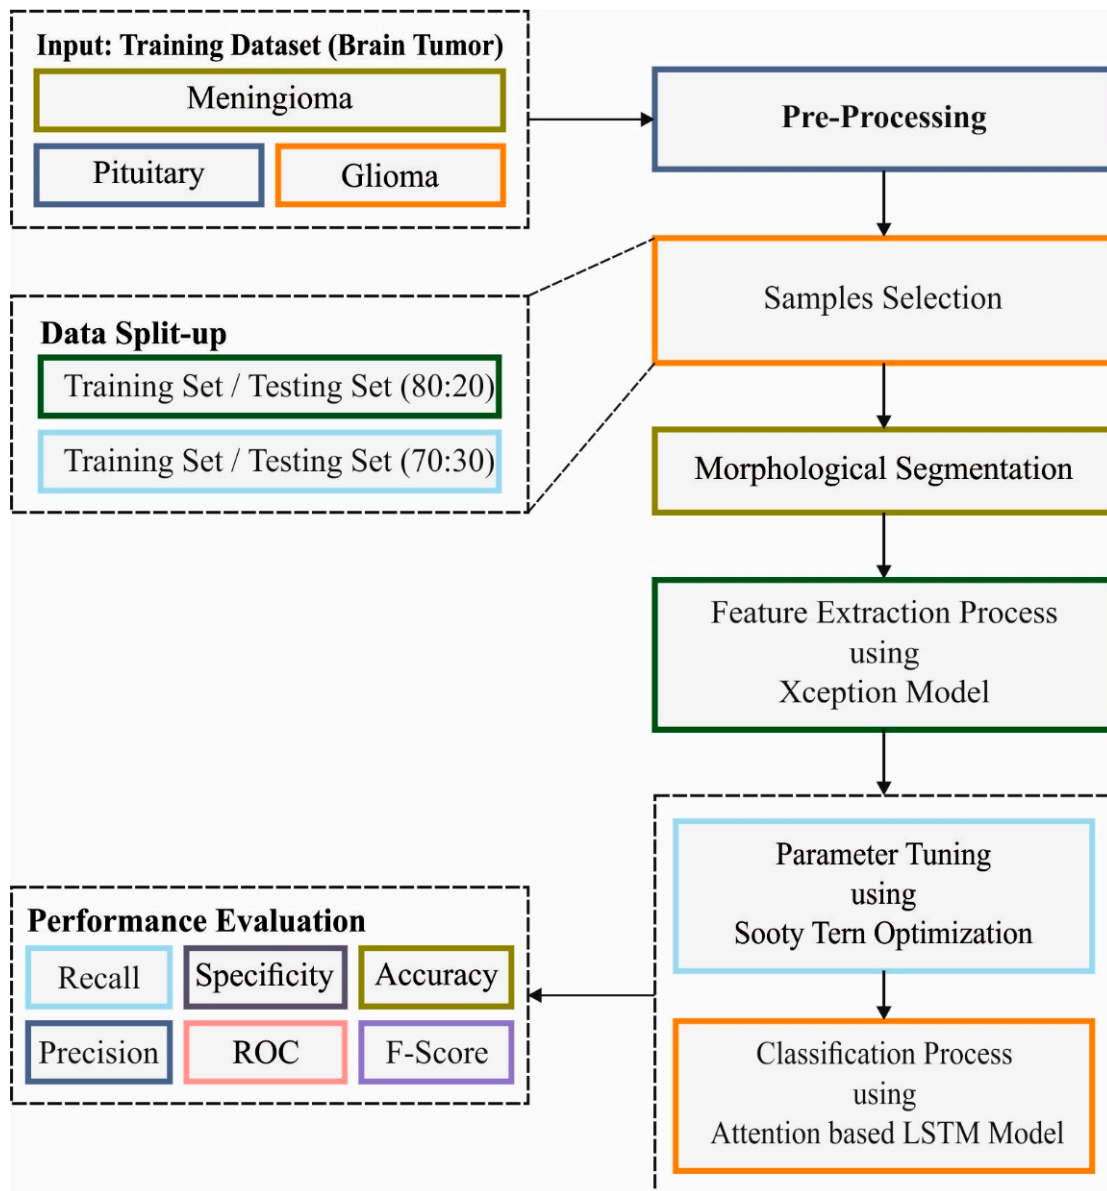 Input: Training Dataset (Brain Tumor)
Meningioma
Pituitary
Glioma
Pre-Processing
Samples Selection
Data Split-up
Training Set / Testing Set (80:20)
Training Set / Testing Set (70:30)
Morphological Segmentation
Feature Extraction Process
using
Xception Model
Parameter Tuning
using
Sooty Tern Optimization
Classification Process
using
Attention based LSTM Model
Performance Evaluation
Recall
Specificity
Accuracy
Precision
ROC
F-Score